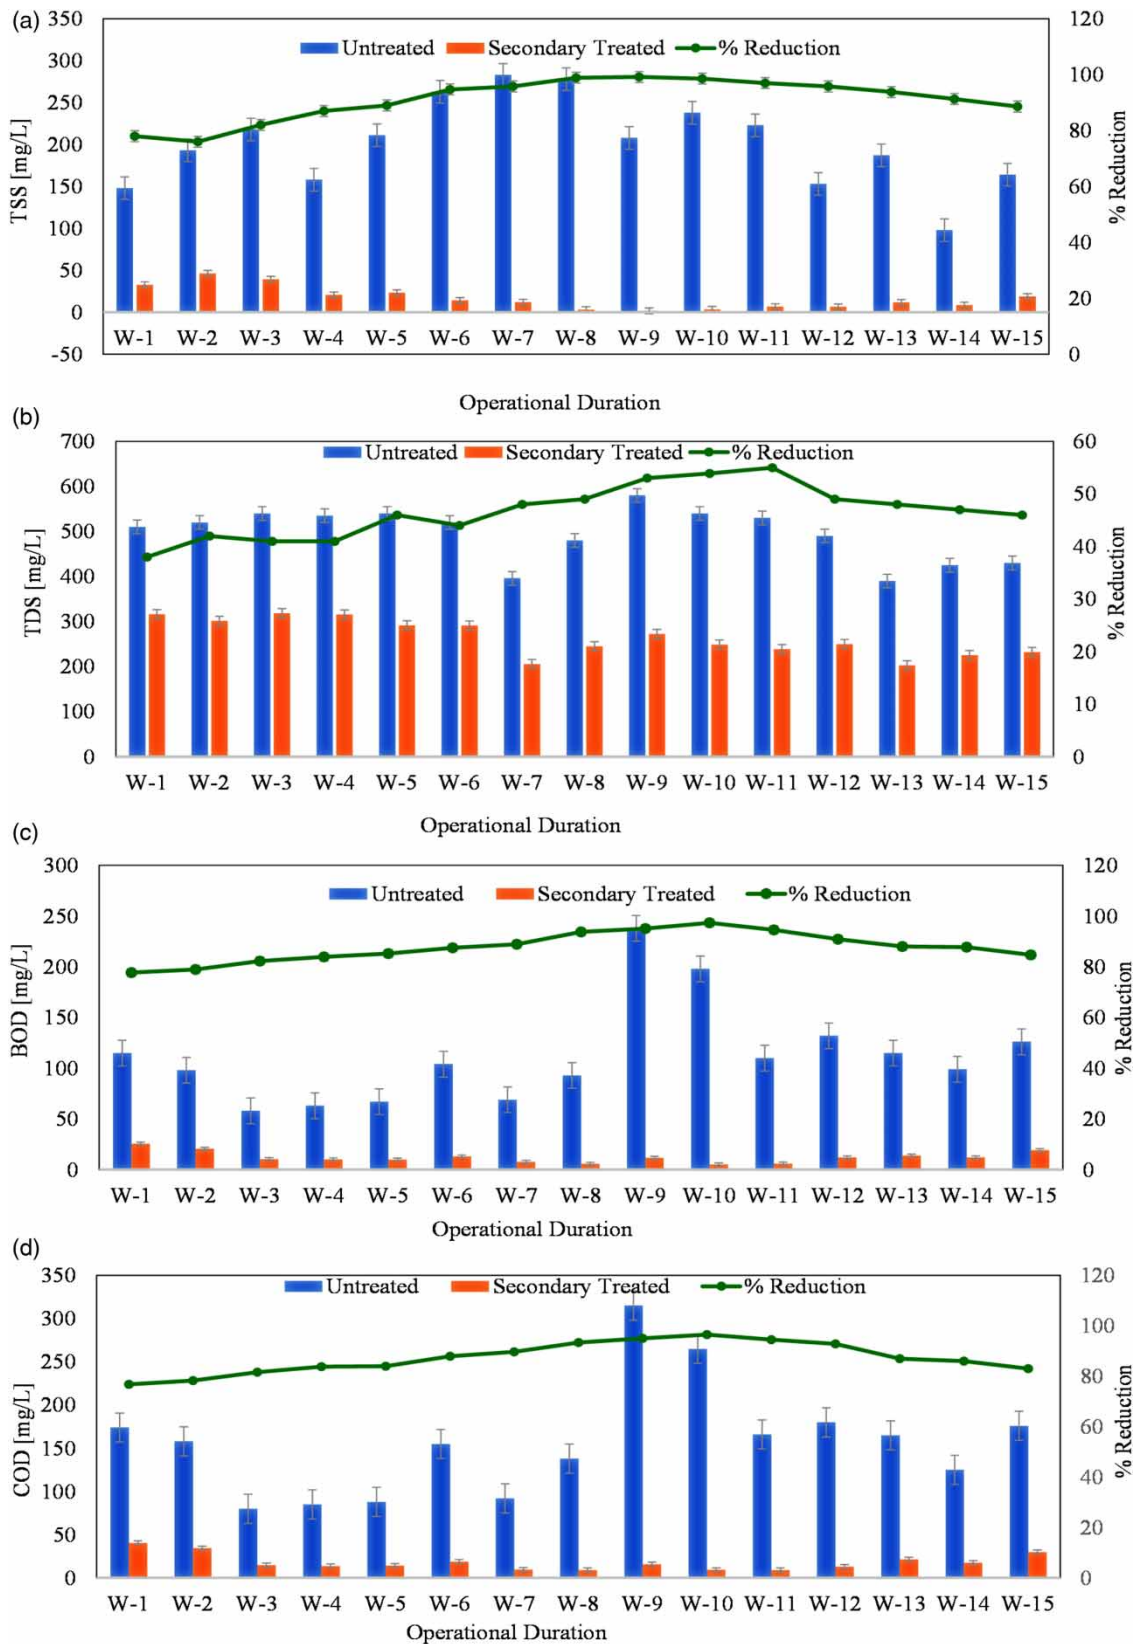 (a)
350
300
250
200
150
100
50
0
-50
TSS [mg/L]
Untreated Secondary Treated % Reduction
120
100
80
60
40
20
0
% Reduction
W-1 W-2 W-3 W-4 W-5 W-6 W-7 W-8 W-9 W-10 W-11 W-12 W-13 W-14 W-15
Operational Duration
(b)
700
600
500
400
300
200
100
0
TDS [mg/L]
Untreated Secondary Treated % Reduction
60
50
40
30
20
10
0
% Reduction
W-1 W-2 W-3 W-4 W-5 W-6 W-7 W-8 W-9 W-10 W-11 W-12 W-13 W-14 W-15
Operational Duration
(c)
300
250
200
150
100
50
0
BOD [mg/L]
Untreated Secondary Treated % Reduction
120
100
80
60
40
20
0
% Reduction
W-1 W-2 W-3 W-4 W-5 W-6 W-7 W-8 W-9 W-10 W-11 W-12 W-13 W-14 W-15
Operational Duration
(d)
350
300
250
200
150
100
50
0
COD [mg/L]
Untreated Secondary Treated % Reduction
120
100
80
60
40
20
0
% Reduction
W-1 W-2 W-3 W-4 W-5 W-6 W-7 W-8 W-9 W-10 W-11 W-12 W-13 W-14 W-15
Operational Duration